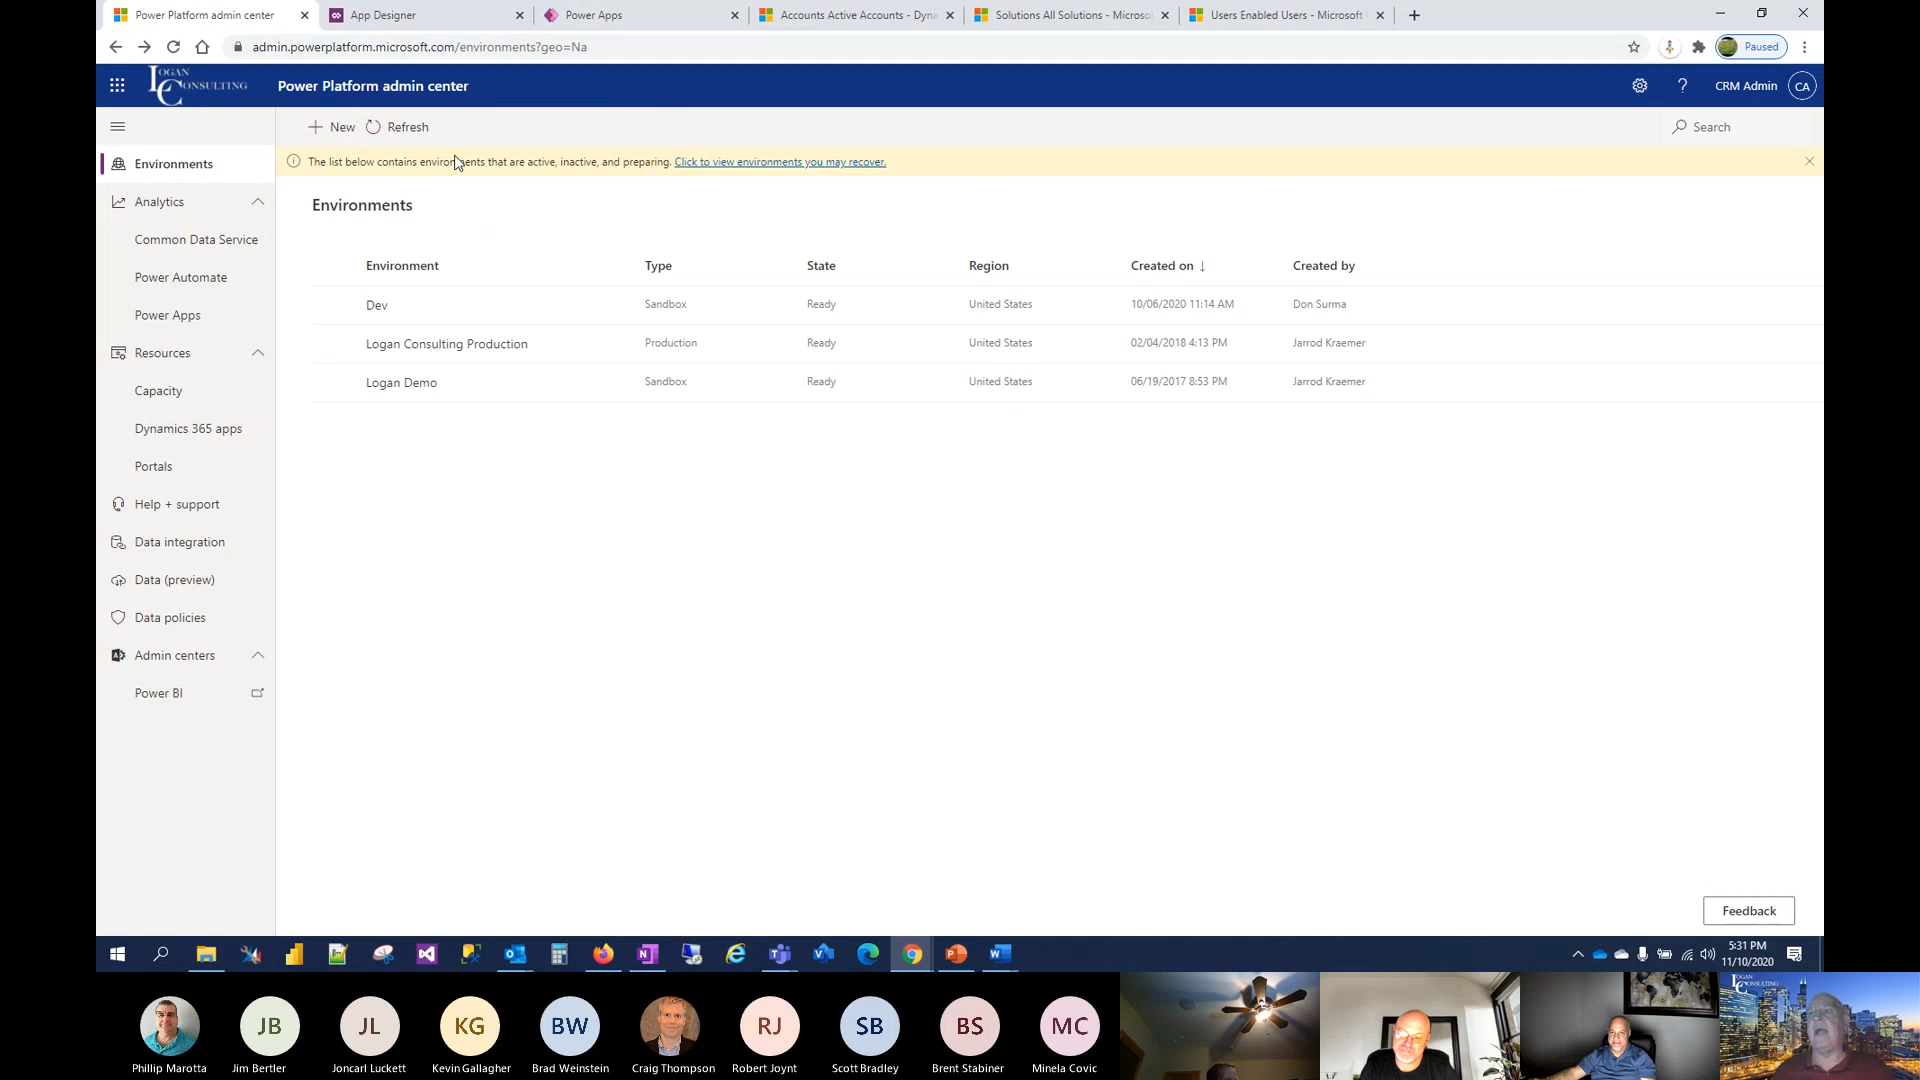 Power Platform admin center
App Designer
Power Apps
Accounts Active Accounts - Dyna
Solutions All Solutions - Microso
Users Enabled Users - Microsoft
admin.powerplatform.microsoft.com/environments?geo=Na
Paused
LOGAN
CONSULTING
Power Platform admin center
CRM Admin
CA
New
Refresh
Search
The list below contains environments that are active, inactive, and preparing. Click to view environments you may recover.
Environments
Analytics
Common Data Service
Power Automate
Power Apps
Resources
Capacity
Dynamics 365 apps
Portals
Help + support
Data integration
Data (preview)
Data policies
Admin centers
Power BI
Environments
Environment Type State Region Created on ↓ Created by
Dev Sandbox Ready United States 10/06/2020 11:14 AM Don Surma
Logan Consulting Production Production Ready United States 02/04/2018 4:13 PM Jarrod Kraemer
Logan Demo Sandbox Ready United States 06/19/2017 8:53 PM Jarrod Kraemer
Feedback
5:31 PM
11/10/2020
JB
JL
KG
BW
RJ
SB
BS
MC
Phillip Marotta
Jim Bertler
Joncarl Luckett
Kevin Gallagher
Brad Weinstein
Craig Thompson
Robert Joynt
Scott Bradley
Brent Stabiner
Minela Covic
LOGAN
CONSULTING